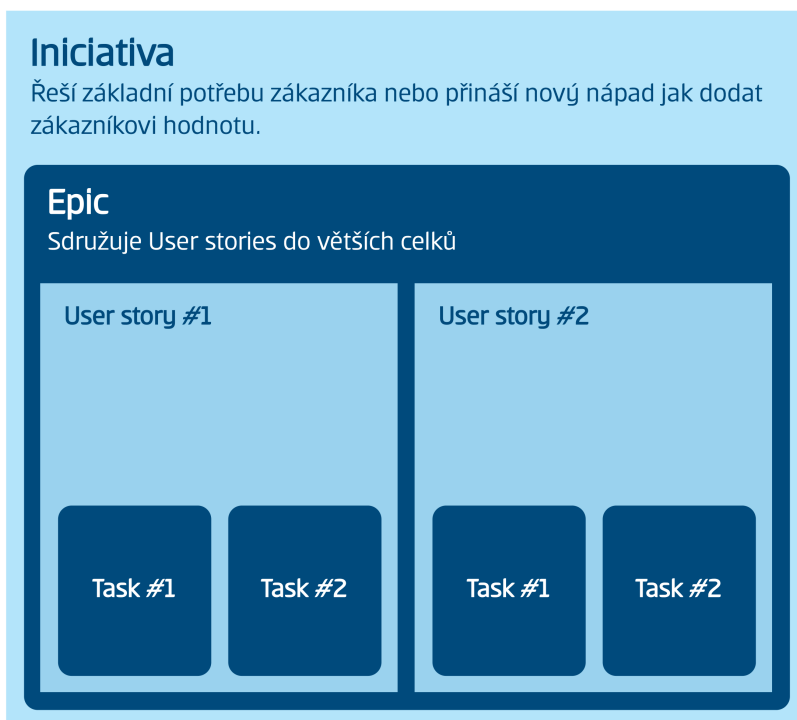 Iniciativa
Řeší základní potřebu zákazníka nebo přináší nový nápad jak dodat
zákazníkovi hodnotu.
Epic
Sdružuje User stories do větších celků
User story #1
User story #2
Task #1
Task #2
Task #1
Task #2